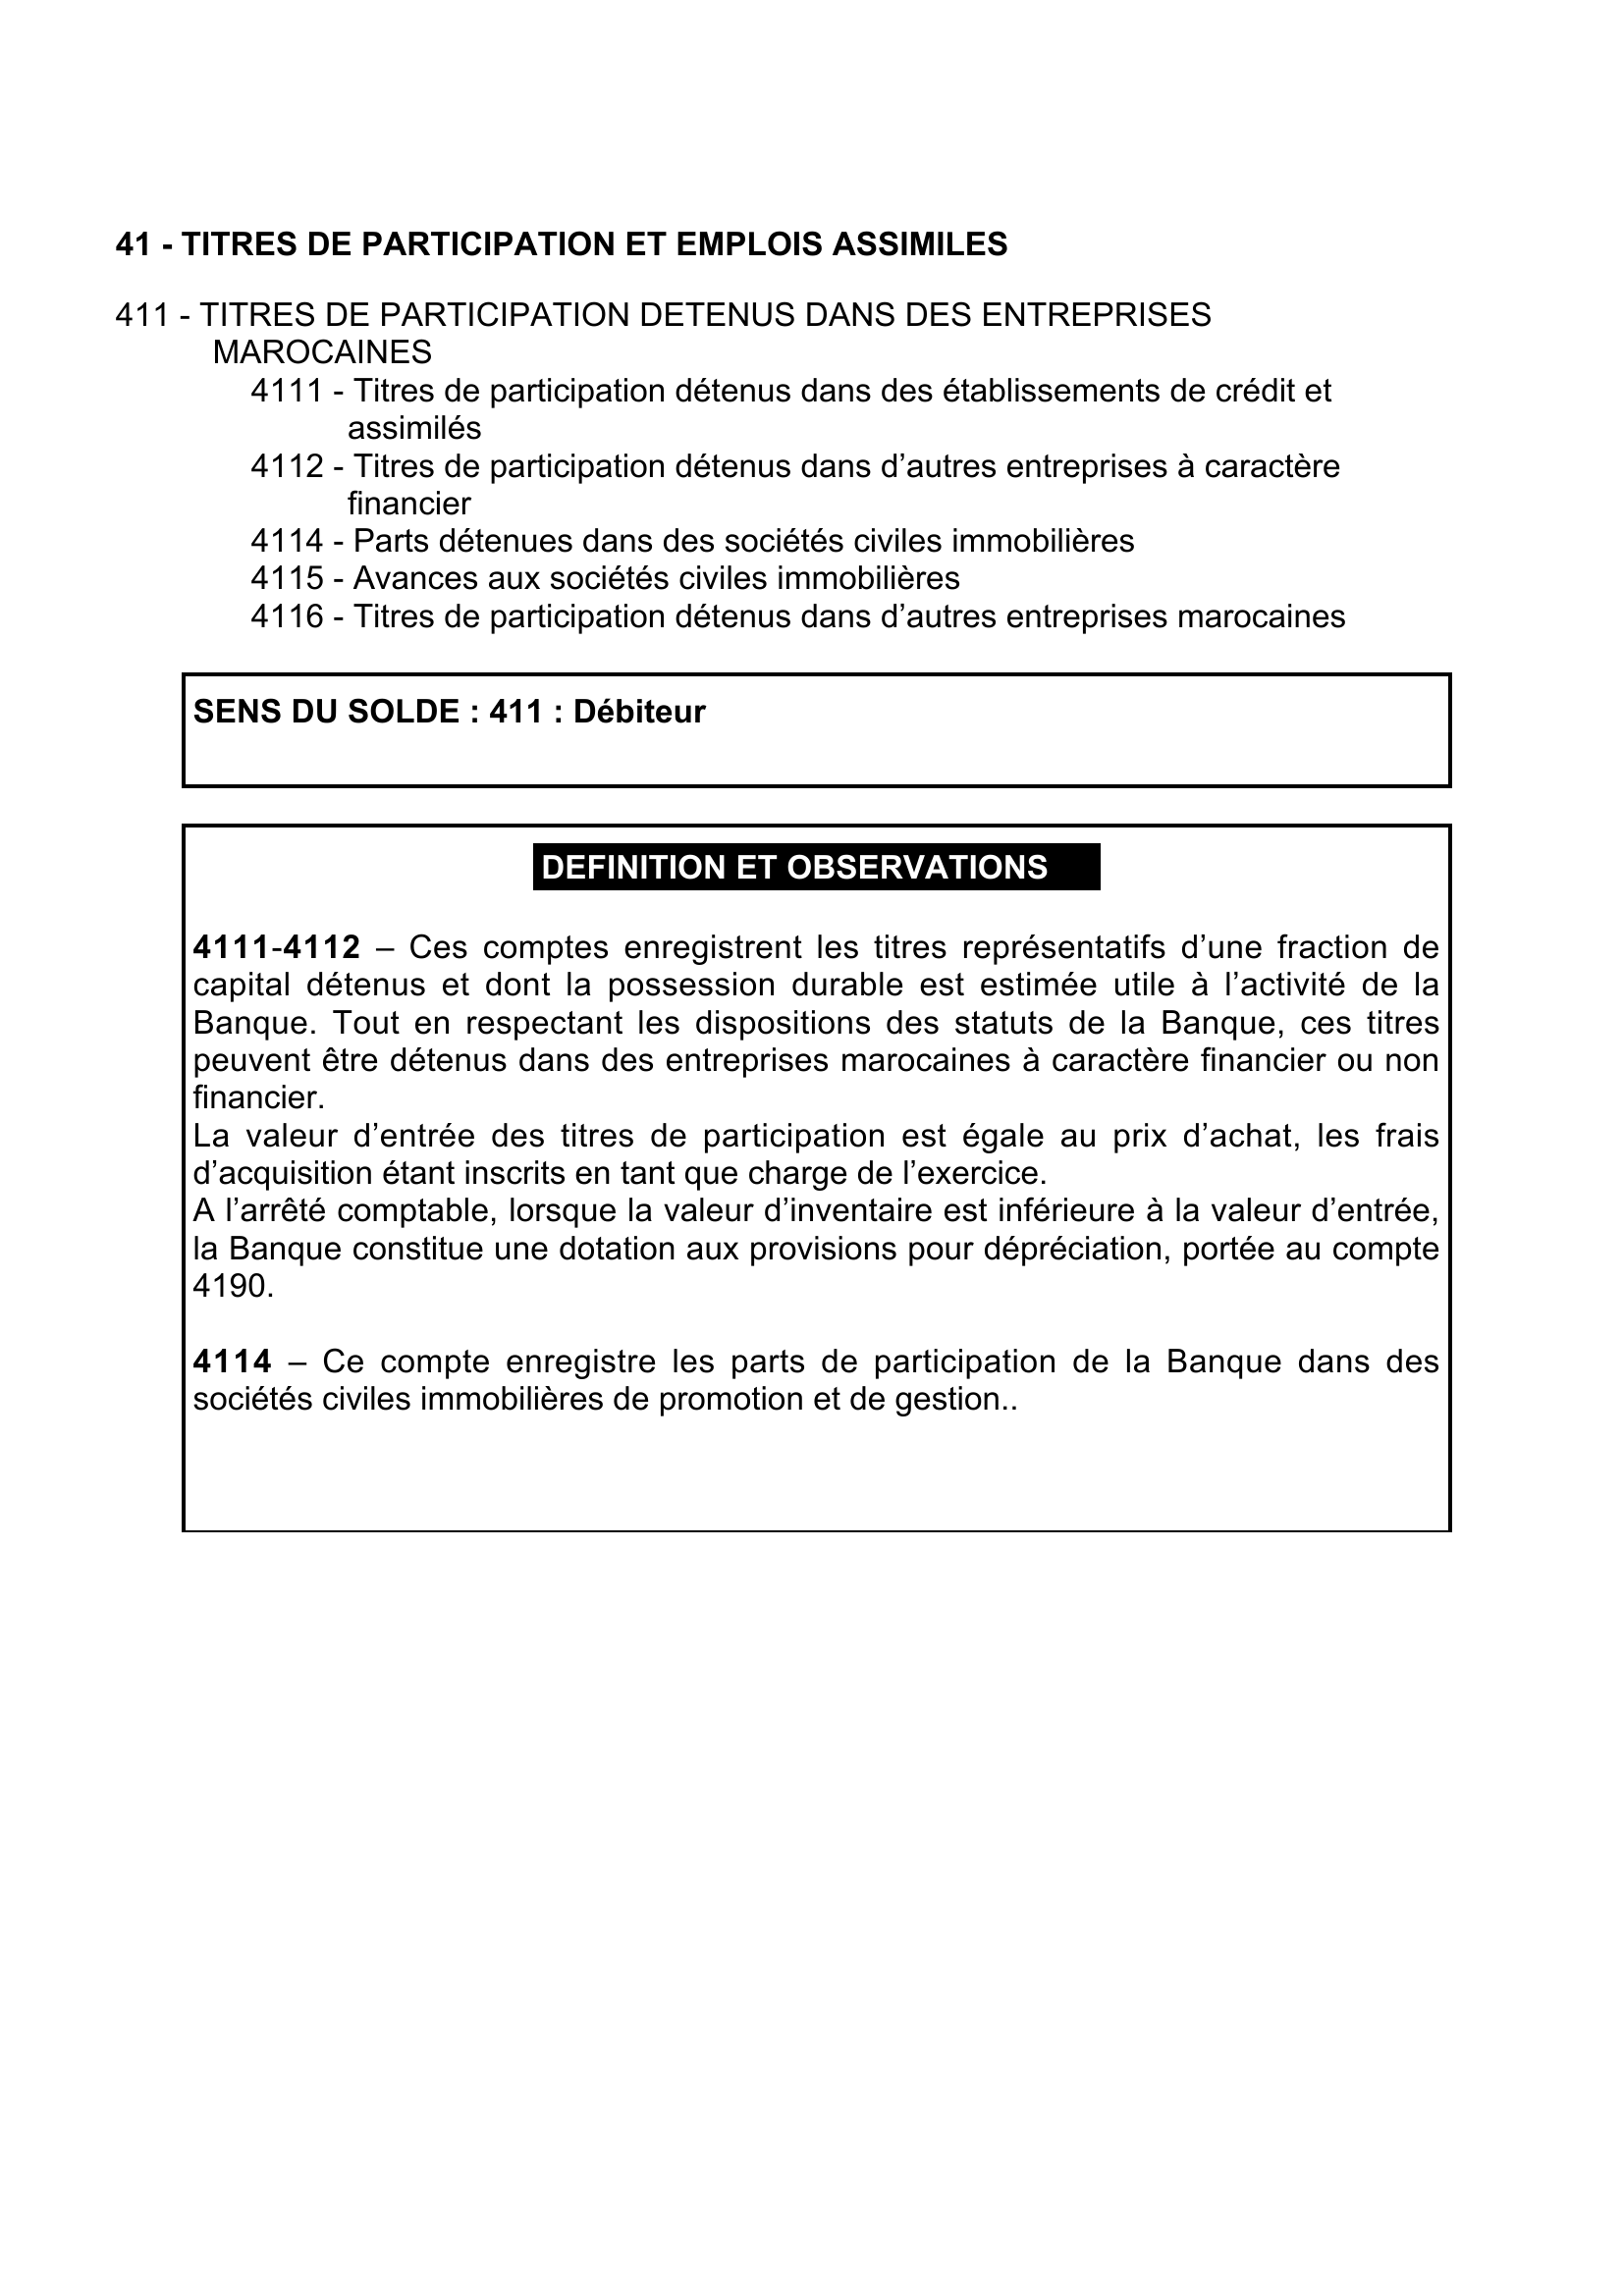 41 - TITRES DE PARTICIPATION ET EMPLOIS ASSIMILES
411 - TITRES DE PARTICIPATION DETENUS DANS DES ENTREPRISES
MAROCAINES
4111 - Titres de participation détenus dans des établissements de crédit et
assimilés
4112 - Titres de participation détenus dans d’autres entreprises à caractère
financier
4114 - Parts détenues dans des sociétés civiles immobilières
4115 - Avances aux sociétés civiles immobilières
4116 - Titres de participation détenus dans d’autres entreprises marocaines
SENS DU SOLDE : 411 : Débiteur
DEFINITION ET OBSERVATIONS
4111-4112 – Ces comptes enregistrent les titres représentatifs d’une fraction de
capital détenus et dont la possession durable est estimée utile à l’activité de la
Banque. Tout en respectant les dispositions des statuts de la Banque, ces titres
peuvent être détenus dans des entreprises marocaines à caractère financier ou non
financier.
La valeur d’entrée des titres de participation est égale au prix d’achat, les frais
d’acquisition étant inscrits en tant que charge de l’exercice.
A l’arrêté comptable, lorsque la valeur d’inventaire est inférieure à la valeur d’entrée,
la Banque constitue une dotation aux provisions pour dépréciation, portée au compte
4190.
4114 – Ce compte enregistre les parts de participation de la Banque dans des
sociétés civiles immobilières de promotion et de gestion..